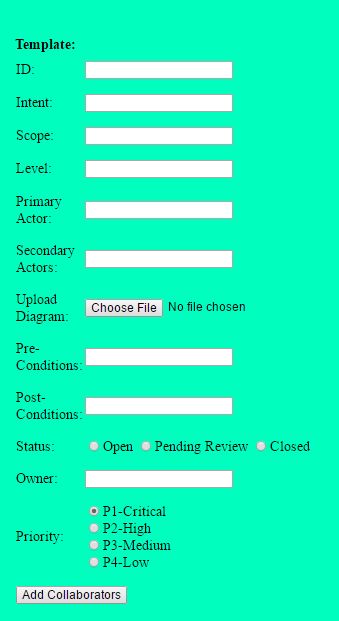 Template:
ID:
Intent:
Scope:
Level:
Primary
Actor:
Secondary
Actors:
Upload
Diagram:
Choose File No file chosen
Pre-
Conditions:
Post-
Conditions:
Status: Open Pending Review Closed
Owner:
Priority:
P1-Critical
P2-High
P3-Medium
P4-Low
Add Collaborators